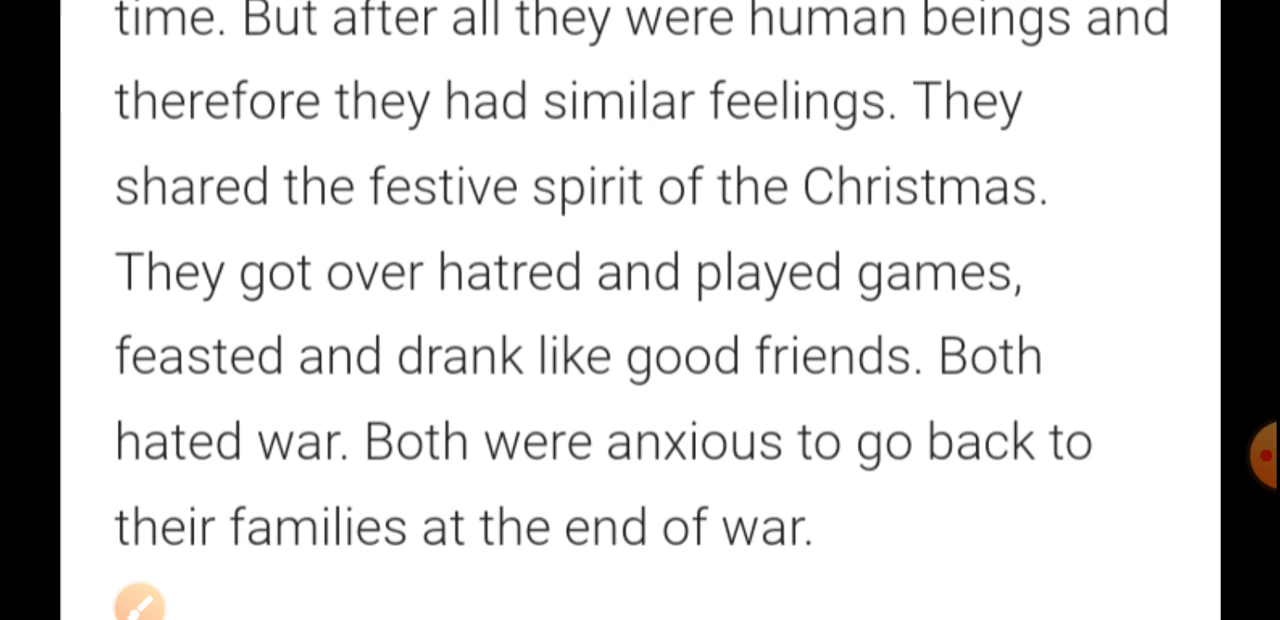 time. But after all they were human beings and
therefore they had similar feelings. They
shared the festive spirit of the Christmas.
They got over hatred and played games,
feasted and drank like good friends. Both
hated war. Both were anxious to go back to
their families at the end of war.